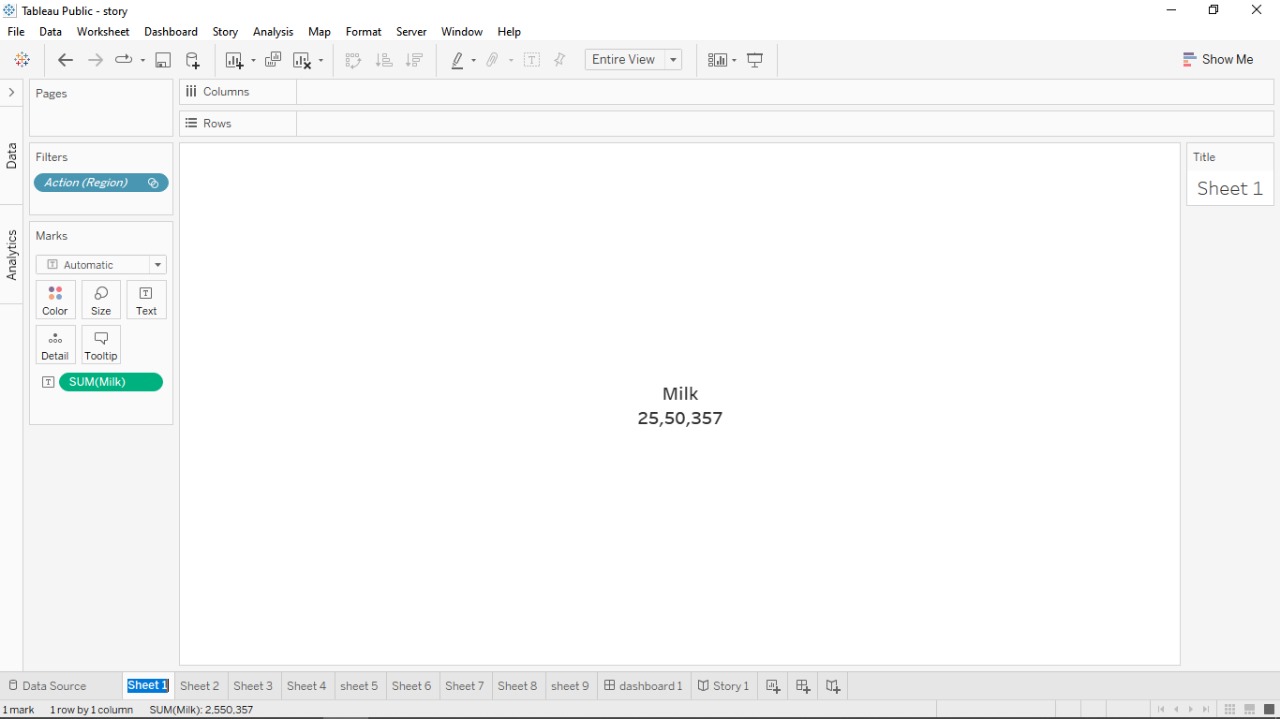 Tableau Public - story
File Data Worksheet Dashboard Story Analysis Map Format Server Window Help
Entire View
Show Me
Pages
Columns
Rows
Data
Analytics
Filters
Action (Region)
Marks
Automatic
Color Size Text
Detail Tooltip
SUM(Milk)
Milk
25,50,357
Title
Sheet 1
Data Source Sheet 1 Sheet 2 Sheet 3 Sheet 4 sheet 5 Sheet 6 Sheet 7 Sheet 8 sheet 9 dashboard 1 Story 1
1 mark 1 row by 1 column SUM(Milk): 2,550,357